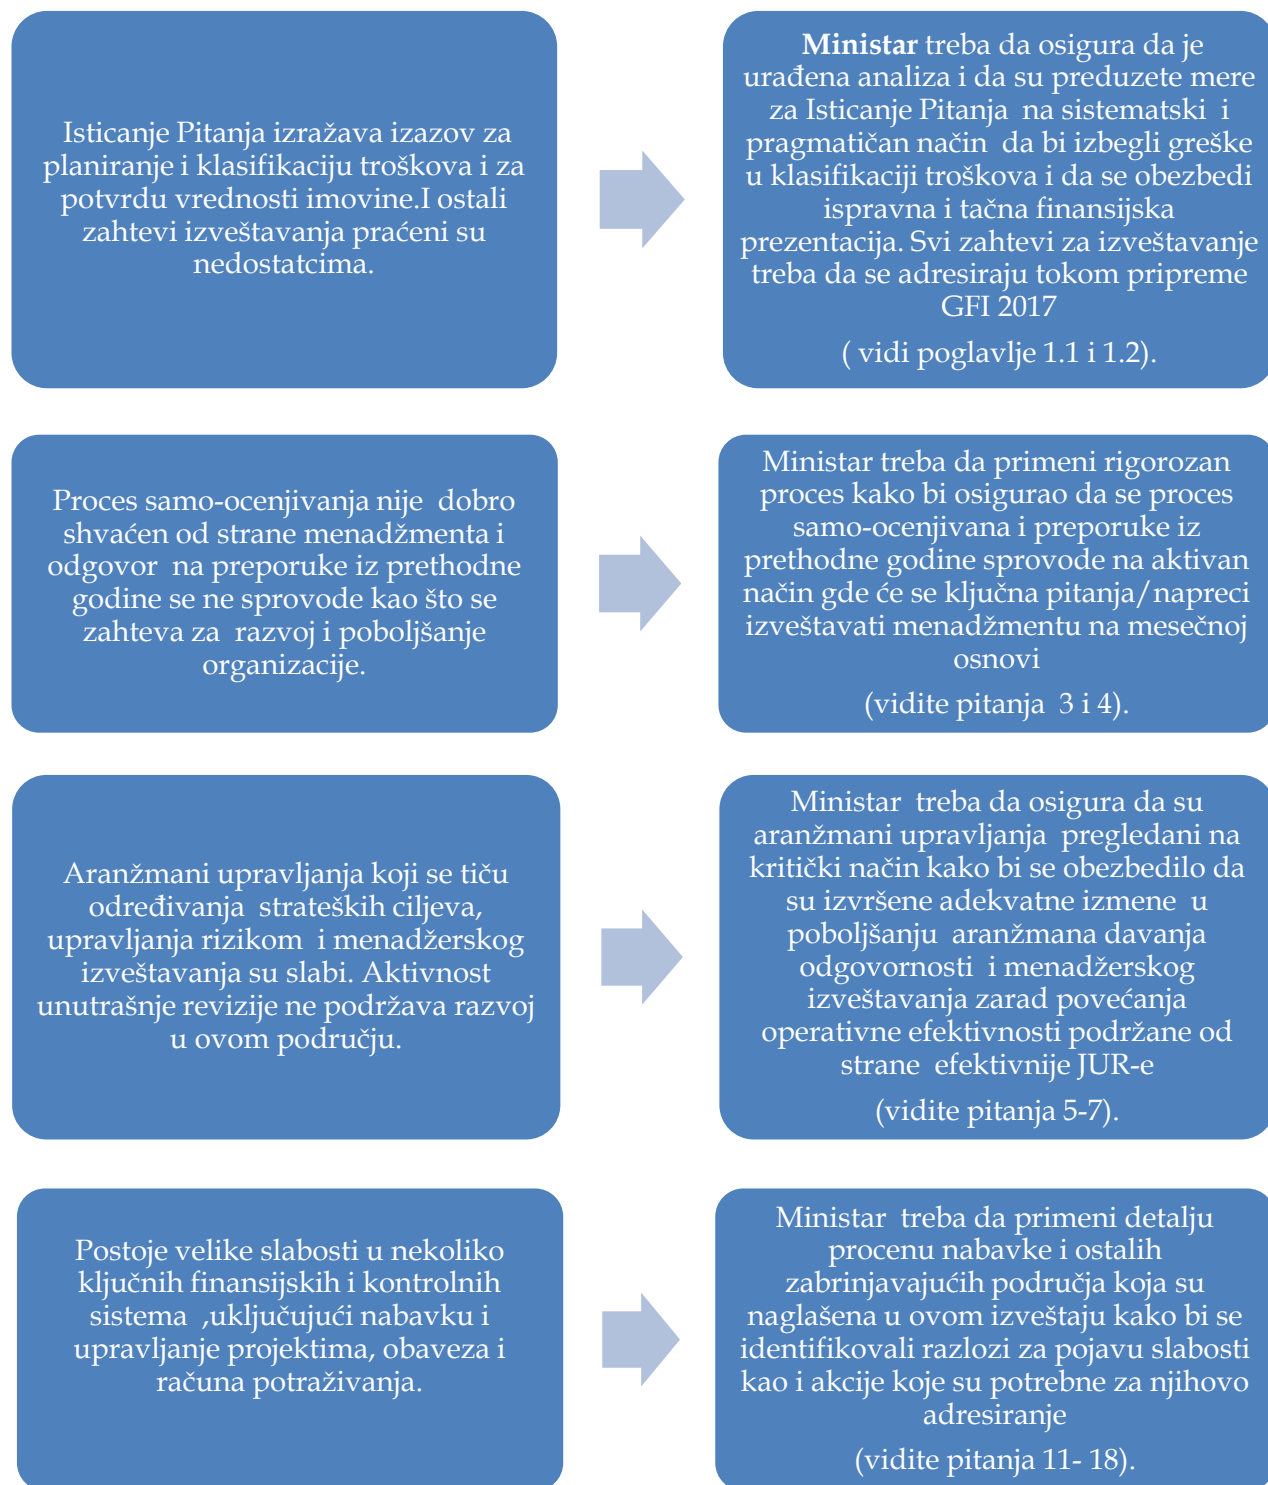 Isticanje Pitanja izražava izazov za
planiranje i klasifikaciju troškova i za
potvrdu vrednosti imovine.I ostali
zahtevi izveštavanja praćeni su
nedostatcima.
Ministar treba da osigura da je
urađena analiza i da su preduzete mere
za Isticanje Pitanja na sistematski i
pragmatičan način da bi izbegli greške
u klasifikaciji troškova i da se obezbedi
ispravna i tačna finansijska
prezentacija. Svi zahtevi za izveštavanje
treba da se adresiraju tokom pripreme
GFI 2017
( vidi poglavlje 1.1 i 1.2).
Proces samo-ocenjivanja nije dobro
shvaćen od strane menadžmenta i
odgovor na preporuke iz prethodne
godine se ne sprovode kao što se
zahteva za razvoj i poboljšanje
organizacije.
Ministar treba da primeni rigorozan
proces kako bi osigurao da se proces
samo-ocenjivana i preporuke iz
prethodne godine sprovode na aktivan
način gde će se ključna pitanja/napreci
izveštavati menadžmentu na mesečnoj
osnovi
(vidite pitanja 3 i 4).
Aranžmani upravljanja koji se tiču
određivanja strateških ciljeva,
upravljanja rizikom i menadžerskog
izveštavanja su slabi. Aktivnost
unutrašnje revizije ne podržava razvoj
u ovom području.
Ministar treba da osigura da su
aranžmani upravljanja pregledani na
kritički način kako bi se obezbedilo da
su izvršene adekvatne izmene u
poboljšanju aranžmana davanja
odgovornosti i menadžerskog
izveštavanja zarad povećanja
operativne efektivnosti podržane od
strane efektivnije JUR-e
(vidite pitanja 5-7).
Postoje velike slabosti u nekoliko
ključnih finansijskih i kontrolnih
sistema ,uključujući nabavku i
upravljanje projektima, obaveza i
računa potraživanja.
Ministar treba da primeni detalju
procenu nabavke i ostalih
zabrinjavajućih područja koja su
naglašena u ovom izveštaju kako bi se
identifikovali razlozi za pojavu slabosti
kao i akcije koje su potrebne za njihovo
adresiranje
(vidite pitanja 11- 18).